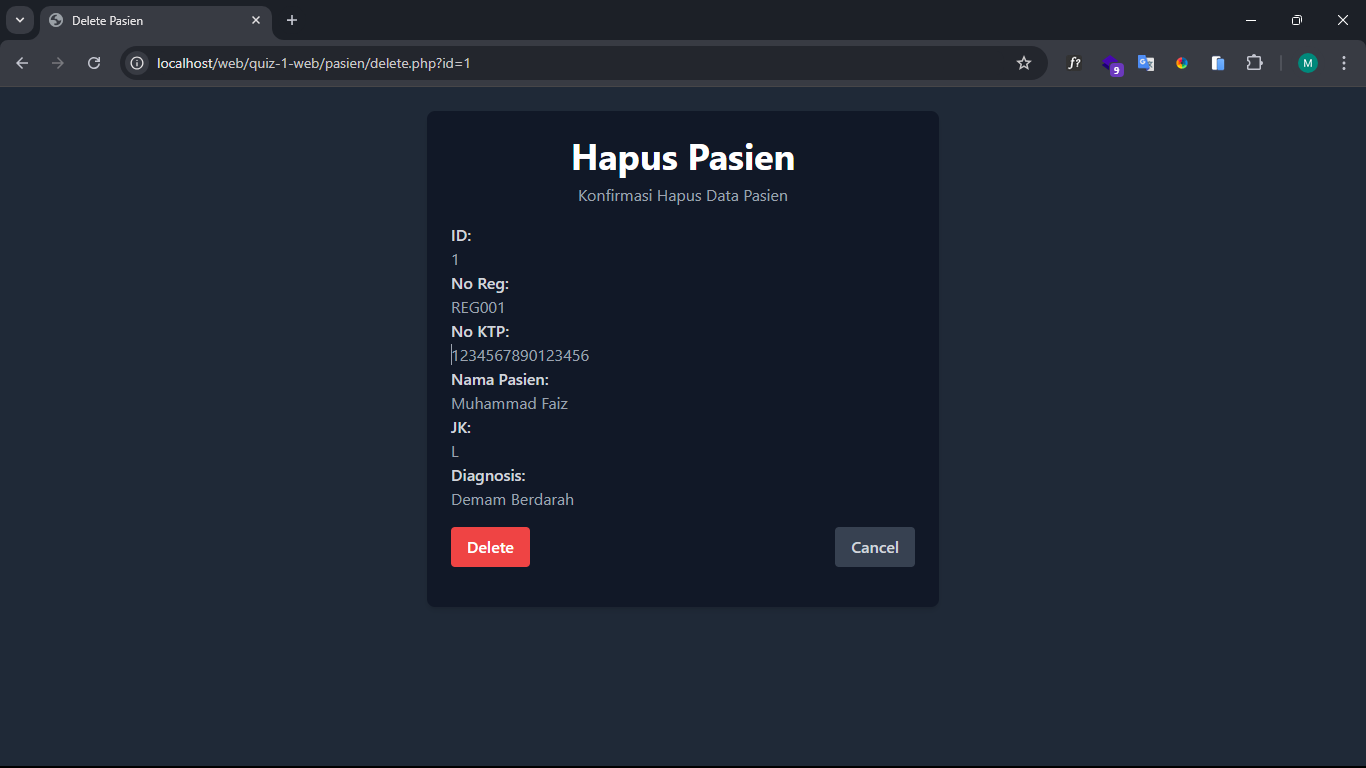 Delete Pasien
localhost/web/quiz-1-web/pasien/delete.php?id=1
f?
9
G
M
Hapus Pasien
Konfirmasi Hapus Data Pasien
ID:
1
No Reg:
REG001
No KTP:
1234567890123456
Nama Pasien:
Muhammad Faiz
JK:
L
Diagnosis:
Demam Berdarah
Delete
Cancel